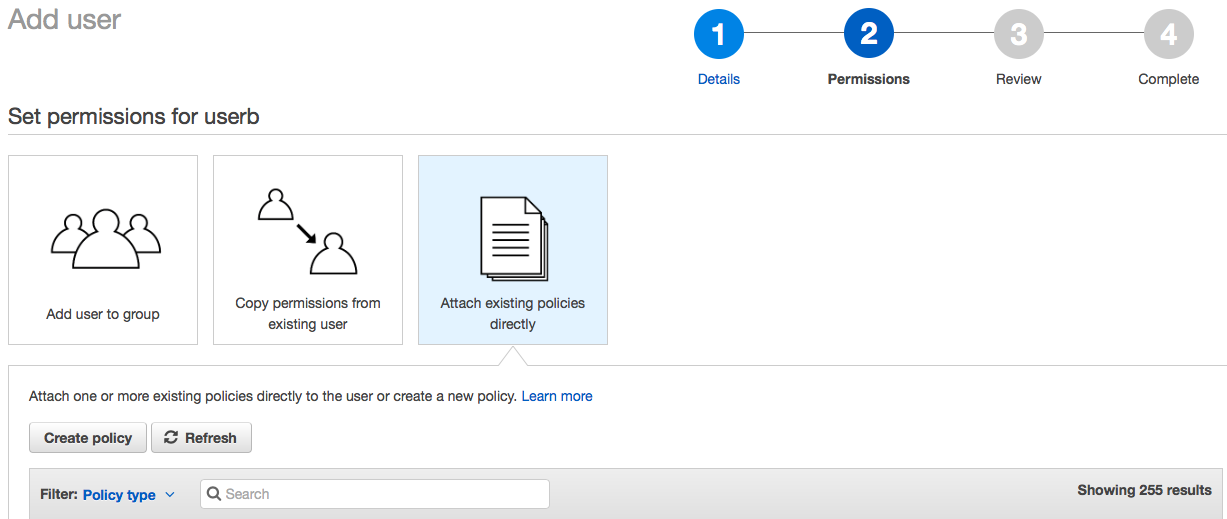 Add user
1
2
3
4
Details
Permissions
Review
Complete
Set permissions for userb
Add user to group
Copy permissions from
existing user
Attach existing policies
directly
Attach one or more existing policies directly to the user or create a new policy. Learn more
Create policy
Refresh
Filter: Policy type
Search
Showing 255 results